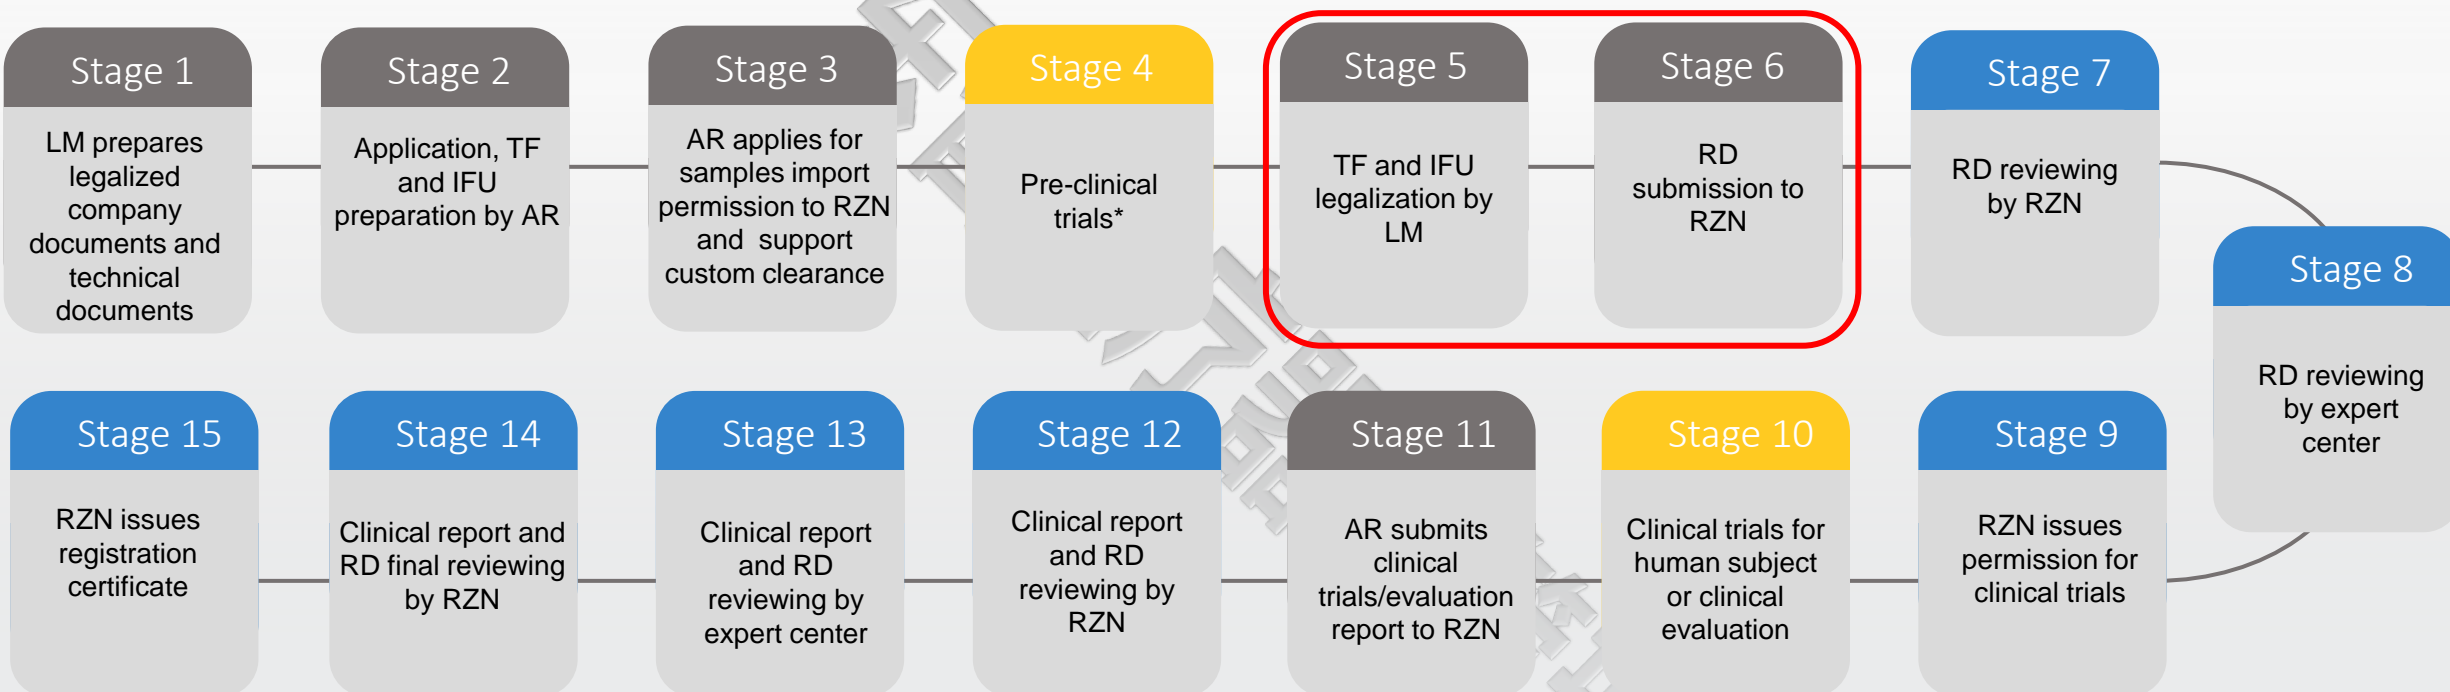 Stage 1
LM prepares
legalized
company
documents and
technical
documents
Stage 2
Application, TF
and IFU
preparation by AR
Stage 3
AR applies for
samples import
permission to RZN
and support
custom clearance
Stage 4
Pre-clinical
trials*
Stage 5
TF and IFU
legalization by
LM
Stage 6
RD
submission to
RZN
Stage 7
RD reviewing
by RZN
Stage 8
RD reviewing
by expert
center
Stage 9
RZN issues
permission for
clinical trials
Stage 10
Clinical trials for
human subject
or clinical
evaluation
Stage 11
AR submits
clinical
trials/evaluation
report to RZN
Stage 12
Clinical report
and RD
reviewing by
RZN
Stage 13
Clinical report
and RD
reviewing by
expert center
Stage 14
Clinical report and
RD final reviewing
by RZN
Stage 15
RZN issues
registration
certificate